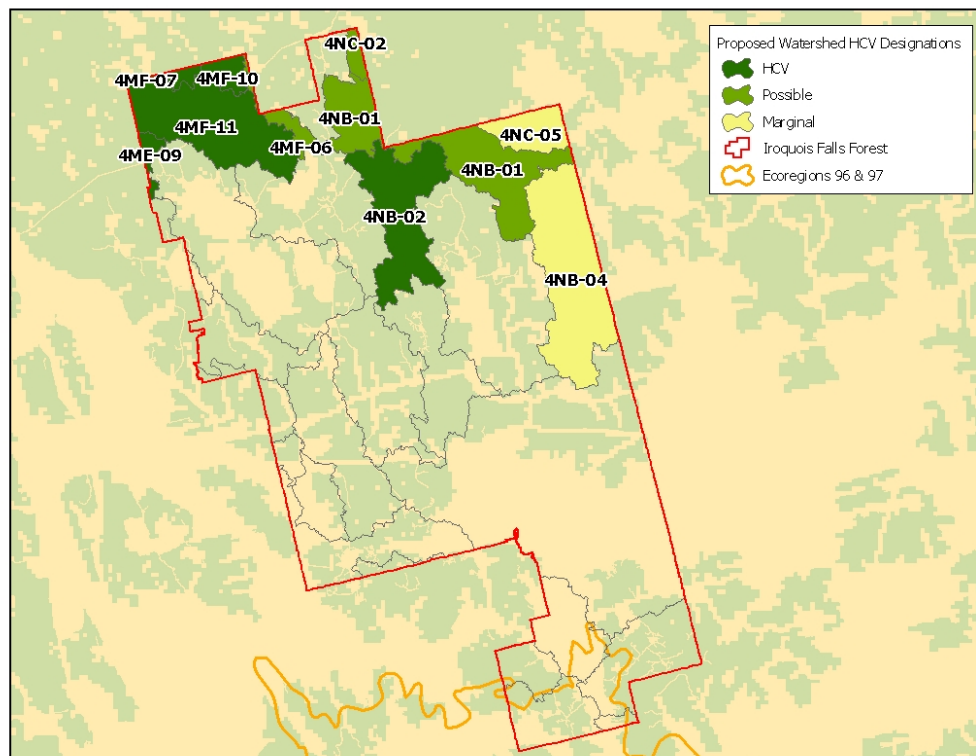 4NC-02
4MF-07
4MF-10
4NB-01
4MF-11
4MF-06
4NC-05
4ME-09
4NB-01
4NB-02
4NB-04
Proposed Watershed HCV Designations
HCV
Possible
Marginal
Iroquois Falls Forest
Ecoregions 96 & 97